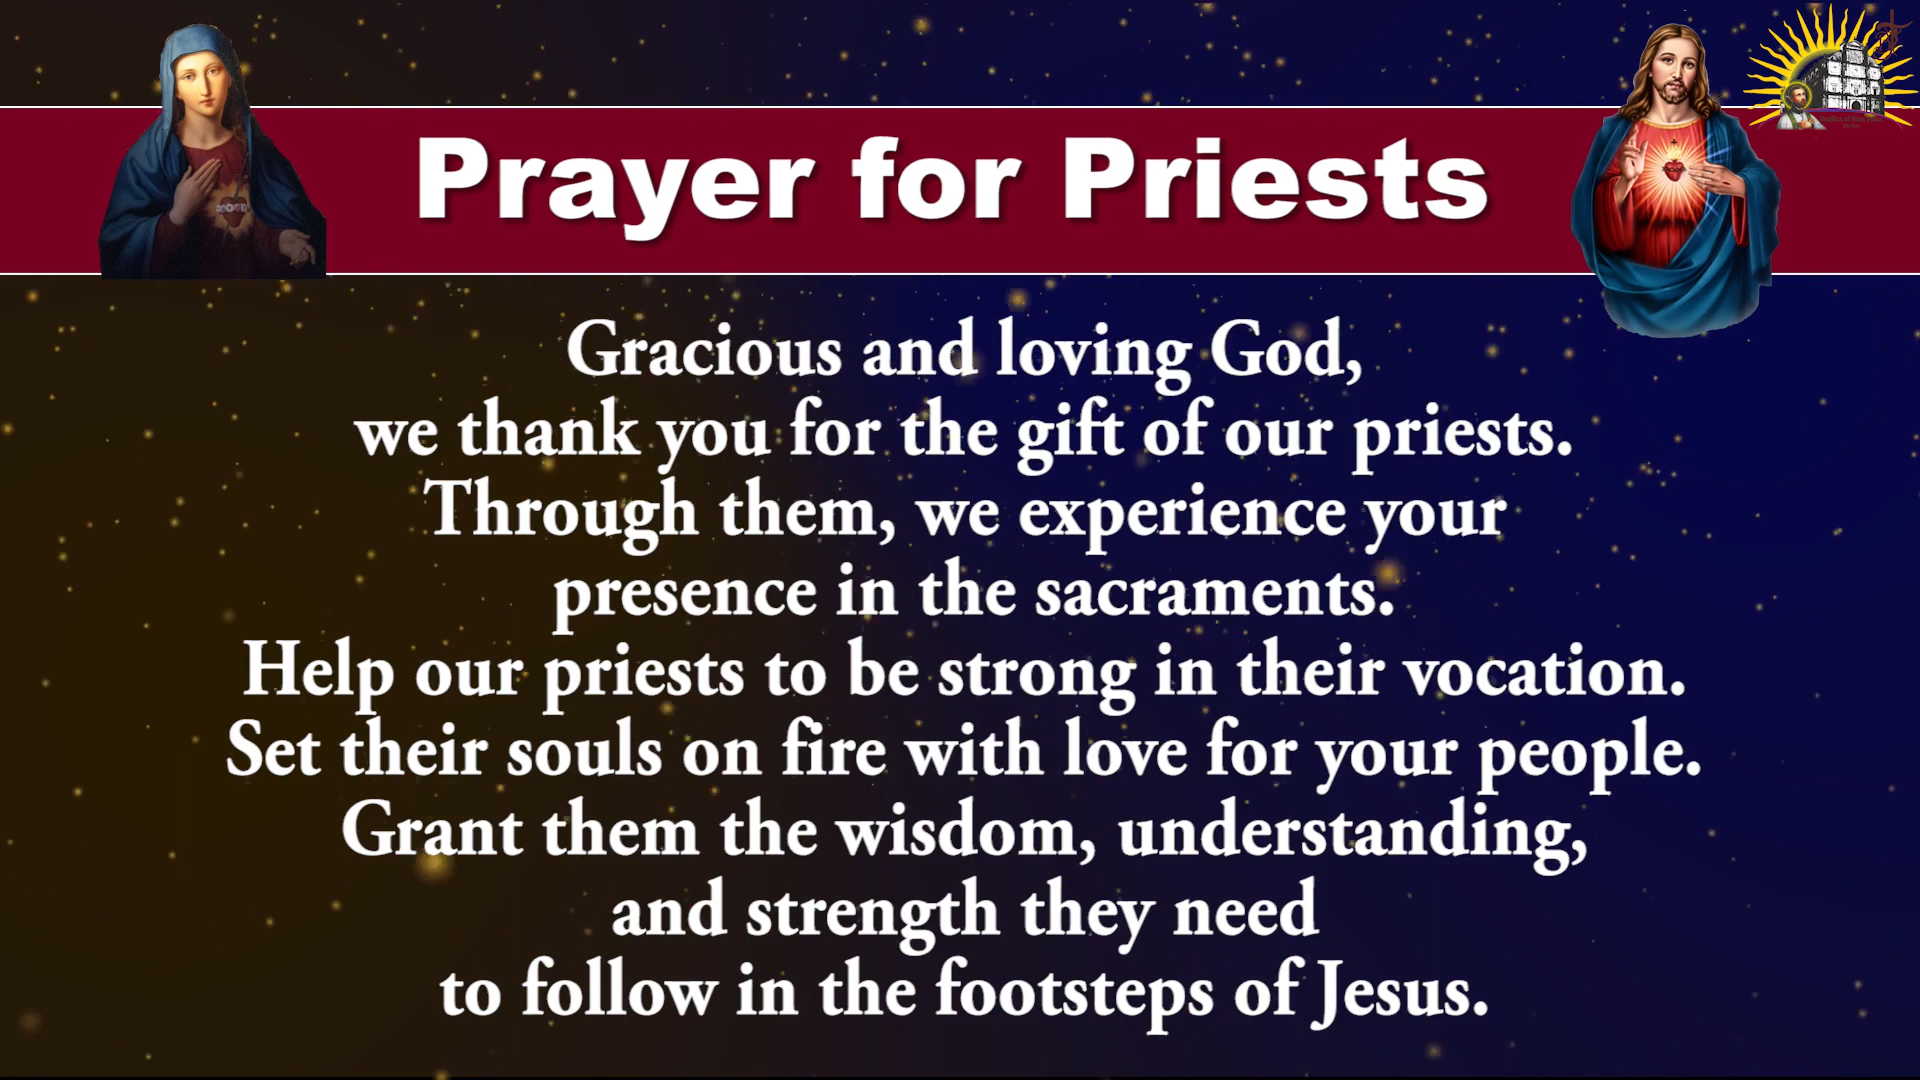 Prayer for Priests
Gracious and loving God,
we thank you for the gift of our priests.
Through them, we experience your
presence in the sacraments.
Help our priests to be strong in their vocation.
Set their souls on fire with love for your people.
Grant them the wisdom, understanding,
and strength they need
to follow in the footsteps of Jesus.